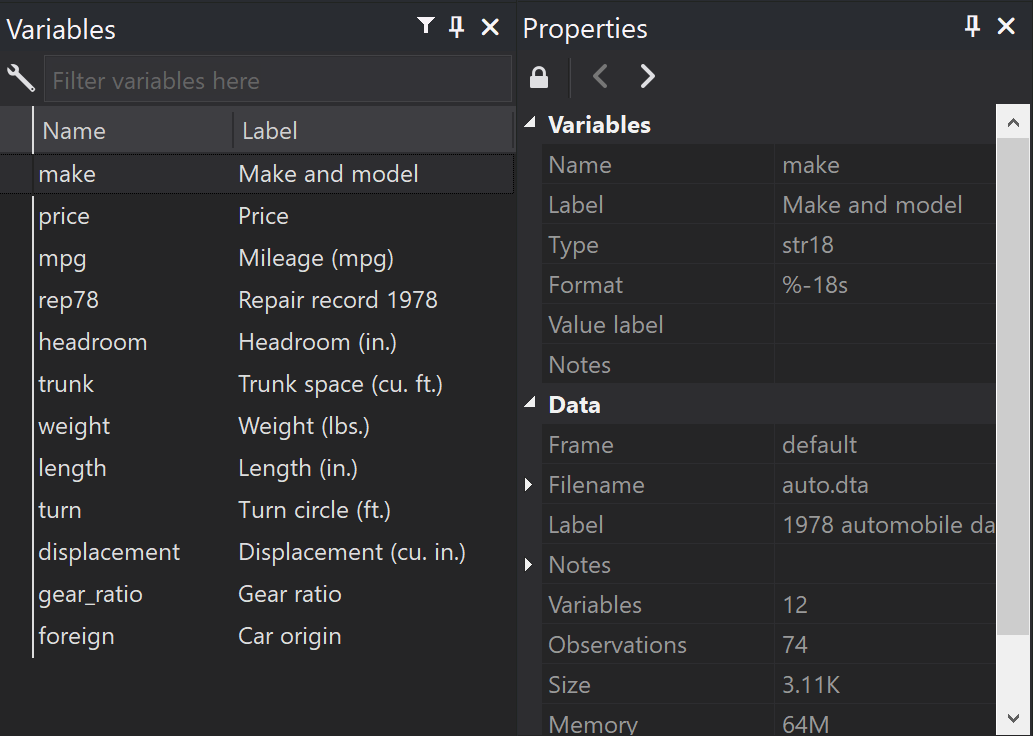 Variables
Filter variables here
Name Label
make Make and model
price Price
mpg Mileage (mpg)
rep78 Repair record 1978
headroom Headroom (in.)
trunk Trunk space (cu. ft.)
weight Weight (lbs.)
length Length (in.)
turn Turn circle (ft.)
displacement Displacement (cu. in.)
gear_ratio Gear ratio
foreign Car origin
Properties
Variables
Name make
Label Make and model
Type str18
Format %-18s
Value label
Notes
Data
Frame default
Filename auto.dta
Label 1978 automobile da
Notes
Variables 12
Observations 74
Size 3.11K
Memory 64M